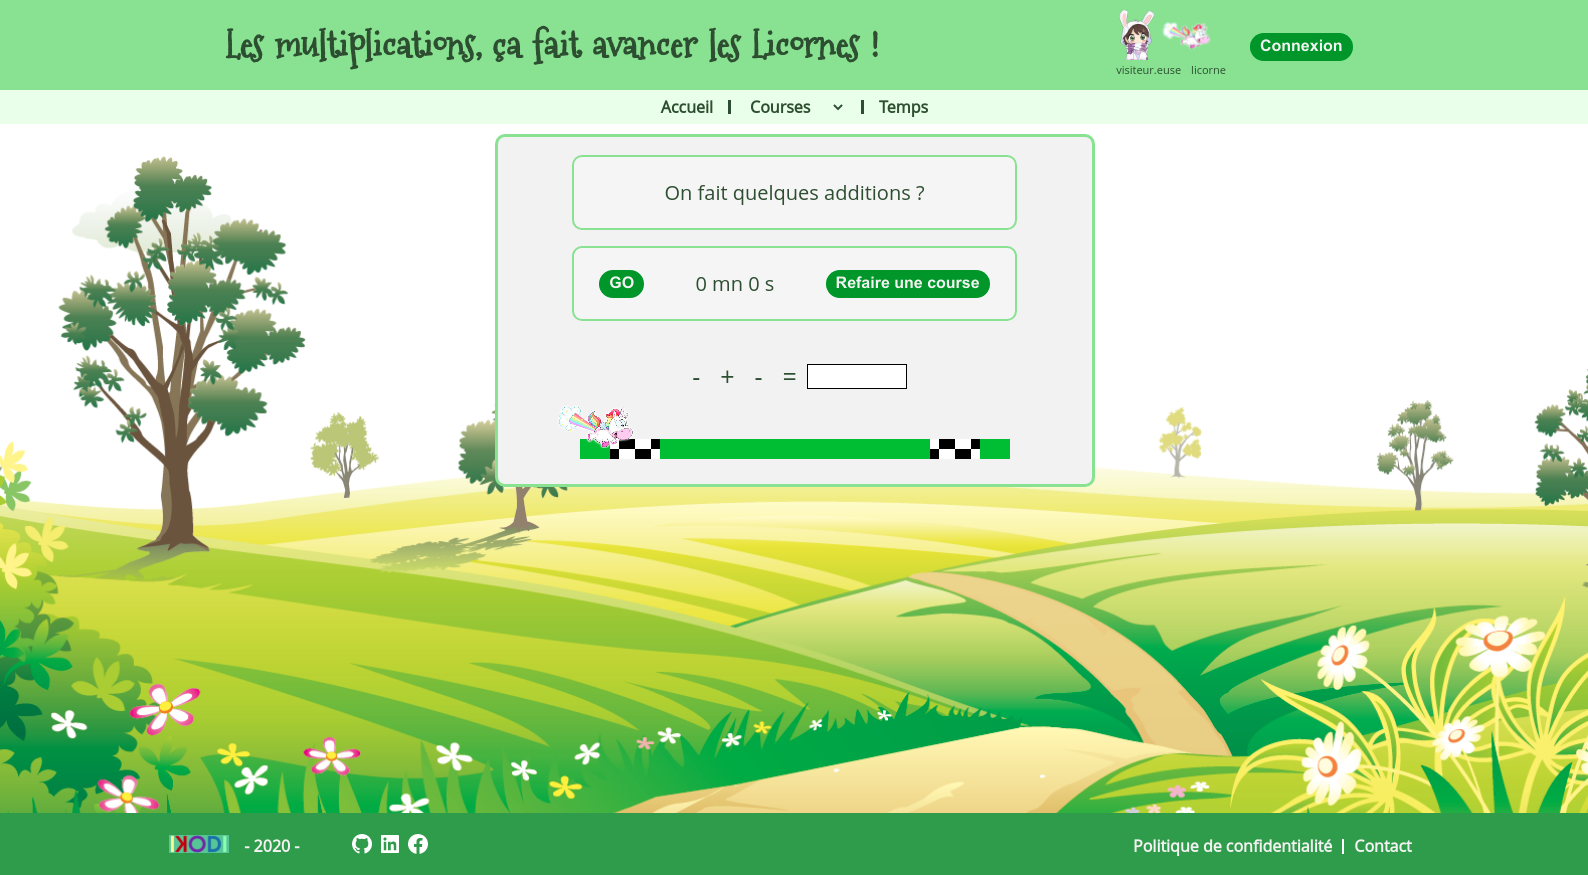 Les multiplications, ça fait avancer les Licornes !
visiteur.euse licorne
Connexion
Accueil | Courses | Temps
On fait quelques additions ?
GO 0 mn 0 s Refaire une course
- + - =
IKODI - 2020 -
Politique de confidentialité | Contact